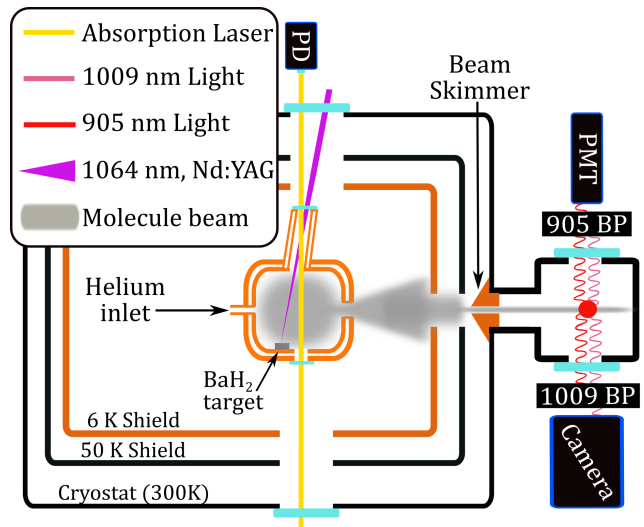 Absorption Laser
1009 nm Light
905 nm Light
1064 nm, Nd:YAG
Molecule beam
PD
Beam
Skimmer
PMT
905 BP
Helium
inlet
BaH₂
target
1009 BP
Camera
6 K Shield
50 K Shield
Cryostat (300K)